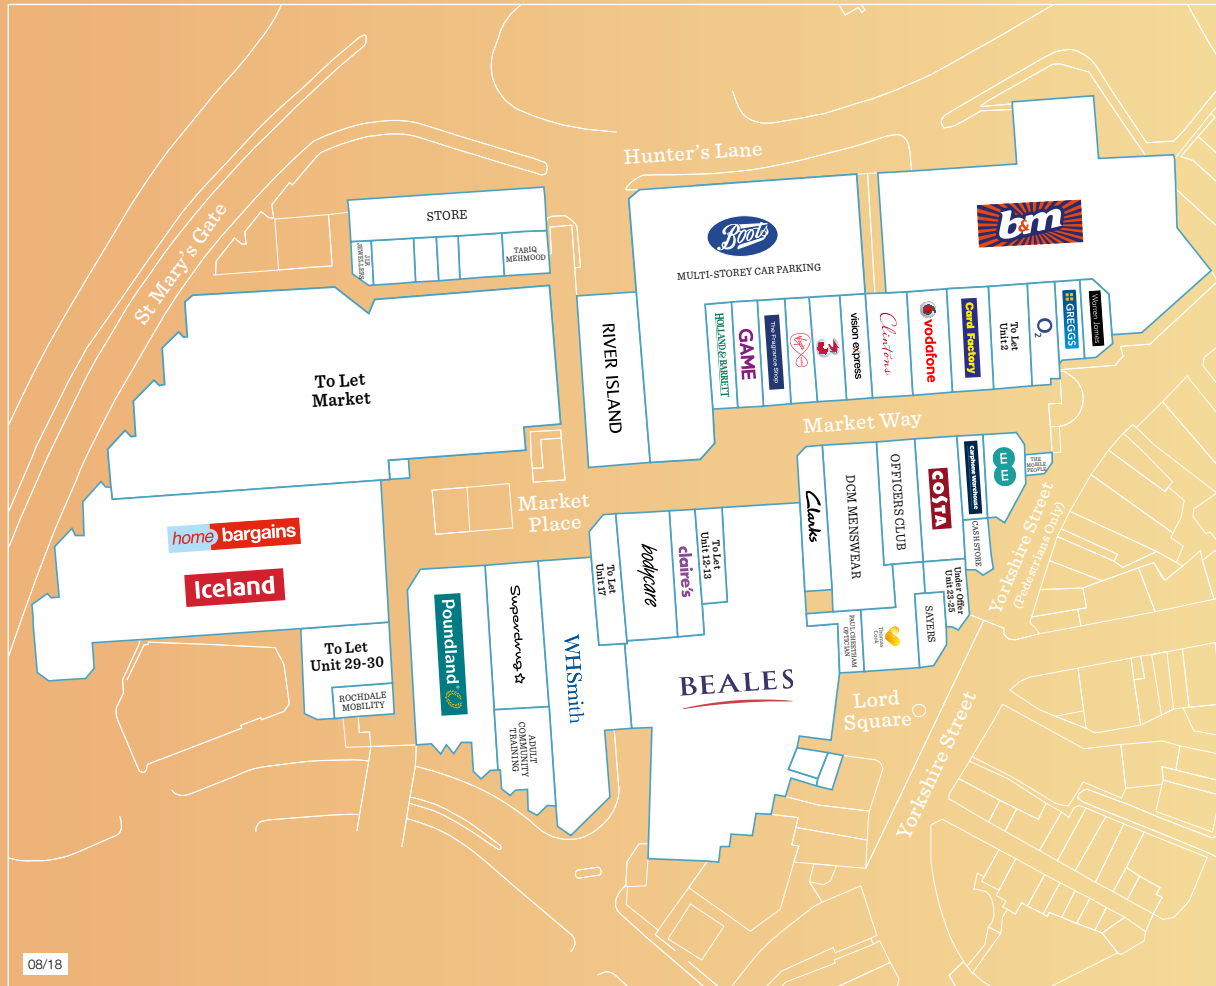 Hunter's Lane
St Mary's Gate
STORE
JLR
JEWELLERS
TARIQ
MEHMOOD
Boots
MULTI-STOREY CAR PARKING
b&m
RIVER ISLAND
HOLLAND & BARRETT
GAME
The Fragrance Shop
Virgin
3
vision express
Clintons
vodafone
Card Factory
To Let
Unit 2
O2
GREGGS
Warren James
To Let
Market
Market Way
Market
Place
home bargains
Iceland
To Let
Unit 29-30
ROCHDALE
MOBILITY
Poundland
Superdrug
ADULT
COMMUNITY
TRAINING
WHSmith
To Let
Unit 17
bodycare
claire's
To Let
Unit 12-13
BEALES
Clarks
DCM MENSWEAR
OFFICERS CLUB
COSTA
Carphone Warehouse
EE
THE
MOBILE
PEOPLE
CASH STORE
Under Offer
Unit 23-25
SAYERS
Thomas
Cook
PAUL CHEETHAM
OPTICIAN
Lord
Square
Yorkshire Street
(Pedestrians Only)
Yorkshire Street
08/18